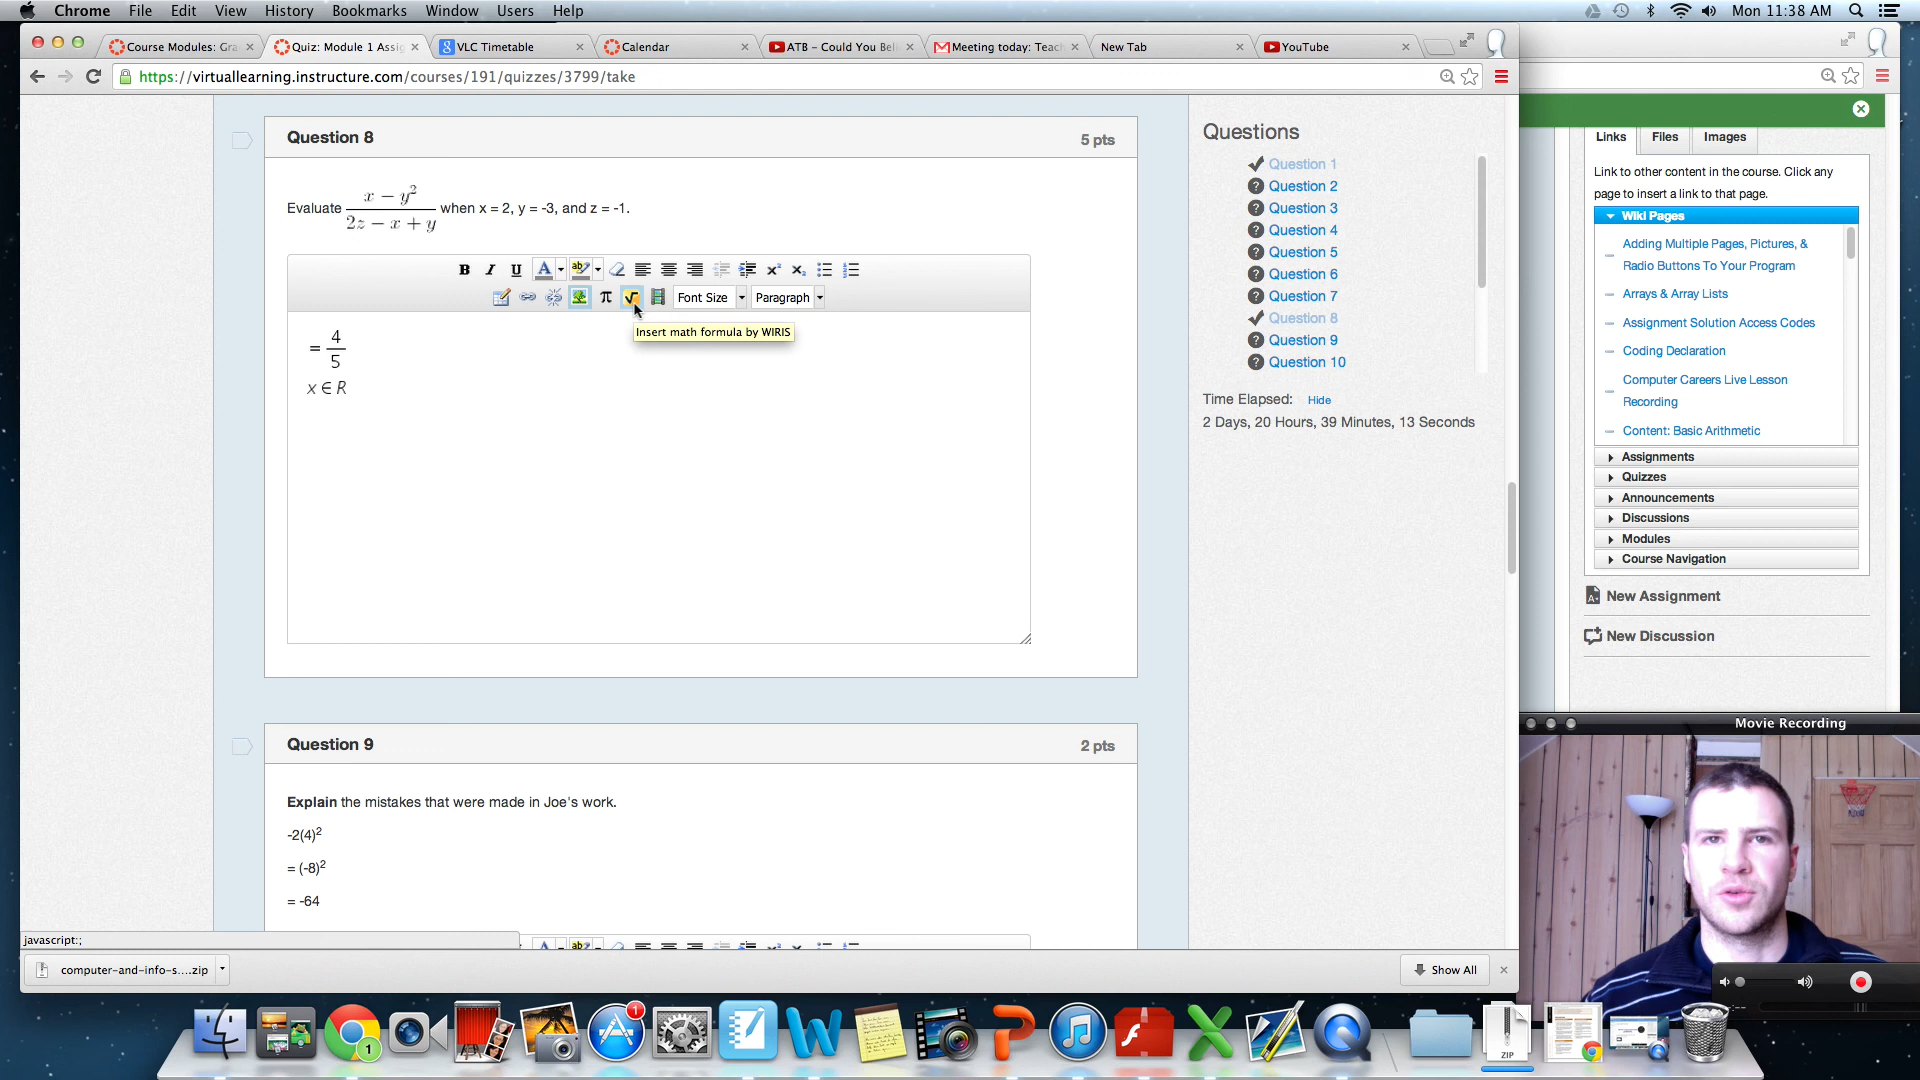 Chrome File Edit View History Bookmarks Window Users Help
Mon 11:38 AM
Course Modules: Gra
Quiz: Module 1 Assig
VLC Timetable
Calendar
ATB - Could You Beli
Meeting today: Teach
New Tab
YouTube
https://virtuallearning.instructure.com/courses/191/quizzes/3799/take
Question 8
5 pts
Evaluate x − y² / 2z − x + y when x = 2, y = -3, and z = -1.
B I U A ab
π √ Font Size Paragraph
Insert math formula by WIRIS
= 4/5
x ∈ R
Question 9
2 pts
Explain the mistakes that were made in Joe's work.
-2(4)²
= (-8)²
= -64
Questions
Question 1
Question 2
Question 3
Question 4
Question 5
Question 6
Question 7
Question 8
Question 9
Question 10
Time Elapsed: Hide
2 Days, 20 Hours, 39 Minutes, 13 Seconds
Links Files Images
Link to other content in the course. Click any
page to insert a link to that page.
Wiki Pages
Adding Multiple Pages, Pictures, &
Radio Buttons To Your Program
Arrays & Array Lists
Assignment Solution Access Codes
Coding Declaration
Computer Careers Live Lesson
Recording
Content: Basic Arithmetic
Assignments
Quizzes
Announcements
Discussions
Modules
Course Navigation
New Assignment
New Discussion
Movie Recording
javascript:;
computer-and-info-s....zip
Show All
1
1
ZIP